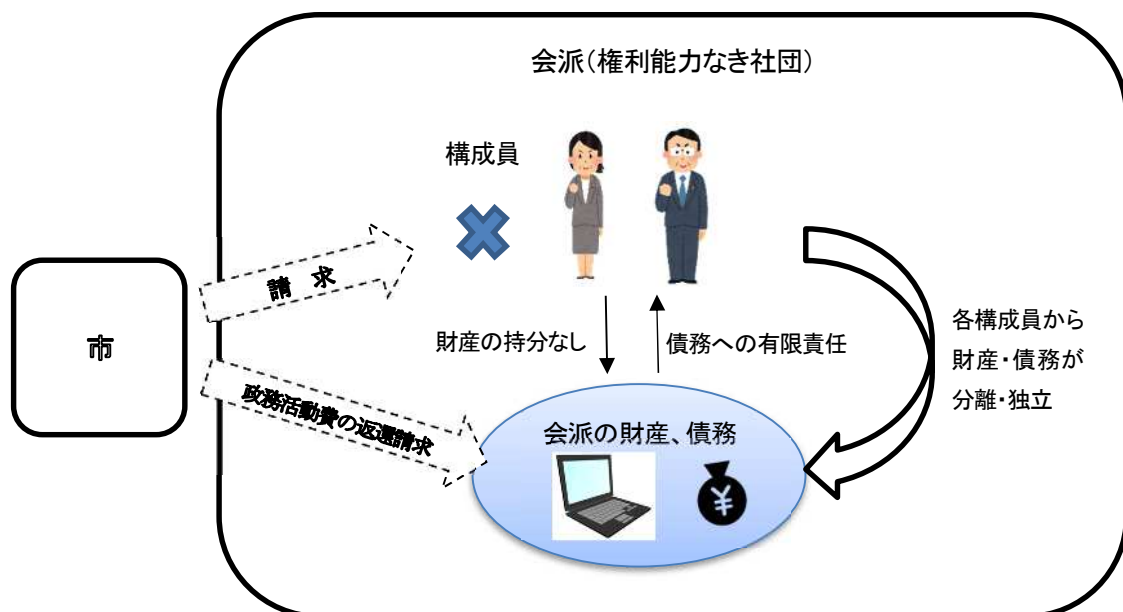 会派(権利能力なき社団)
構成員
請 求
市
財産の持分なし
債務への有限責任
各構成員から
財産・債務が
分離・独立
政務活動費の返還請求
会派の財産、債務
¥